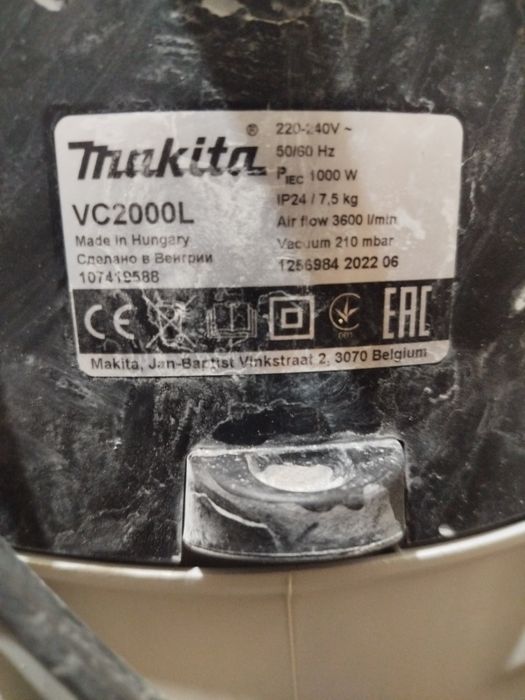 Makita®
VC2000L
Made in Hungary
Сделано в Венгрии
107419588
220-240V ~
50/60 Hz
PIEC 1000 W
IP24 / 7,5 kg
Air flow 3600 l/min
Vacuum 210 mbar
1256984 2022 06
CE
EAC
Makita, Jan-Baptist Vinkstraat 2, 3070 Belgium